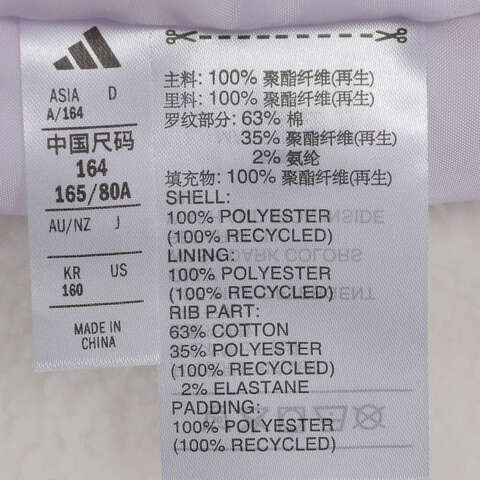 ASIA D
A/164
中国尺码
164
165/80A
AU/NZ J
KR US
160
MADE IN
CHINA
主料: 100% 聚酯纤维(再生)
里料: 100% 聚酯纤维(再生)
罗纹部分: 63% 棉
35% 聚酯纤维(再生)
2% 氨纶
填充物: 100% 聚酯纤维(再生)
SHELL:
100% POLYESTER
(100% RECYCLED)
LINING:
100% POLYESTER
(100% RECYCLED)
RIB PART:
63% COTTON
35% POLYESTER
(100% RECYCLED)
2% ELASTANE
PADDING:
100% POLYESTER
(100% RECYCLED)